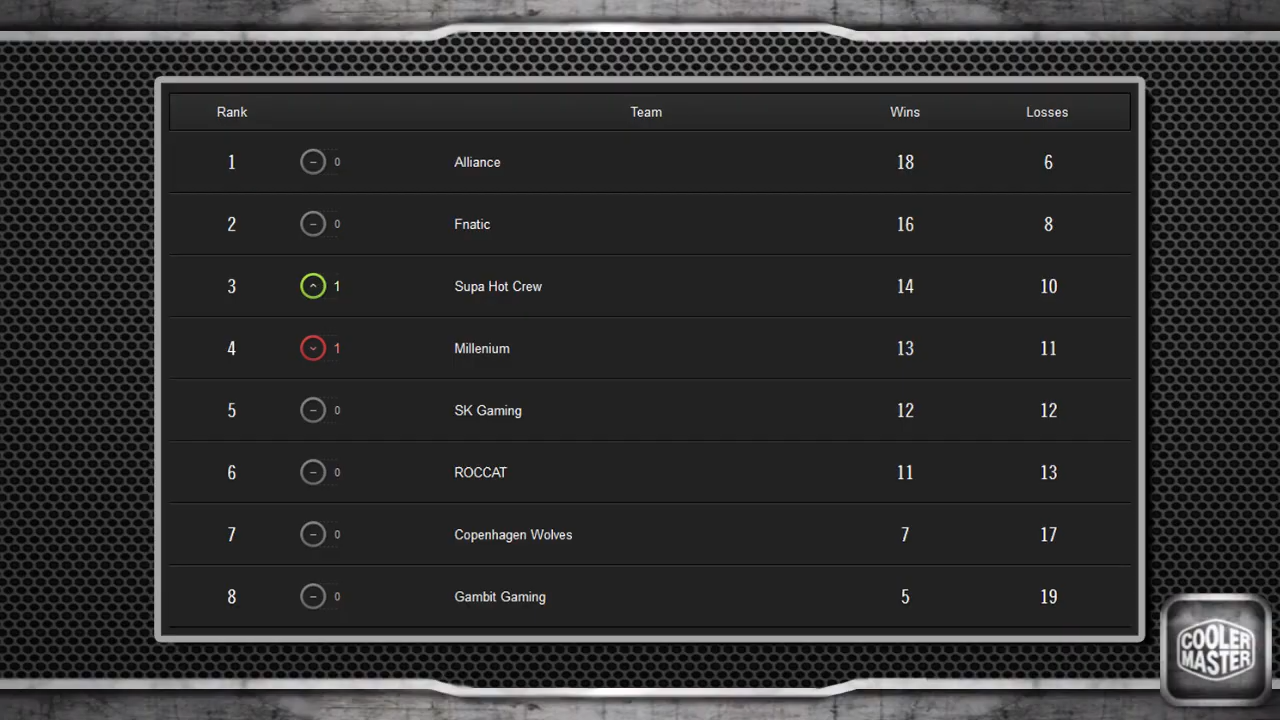 Rank Team Wins Losses
1 0 Alliance 18 6
2 0 Fnatic 16 8
3 1 Supa Hot Crew 14 10
4 1 Millenium 13 11
5 0 SK Gaming 12 12
6 0 ROCCAT 11 13
7 0 Copenhagen Wolves 7 17
8 0 Gambit Gaming 5 19
COOLER
MASTER